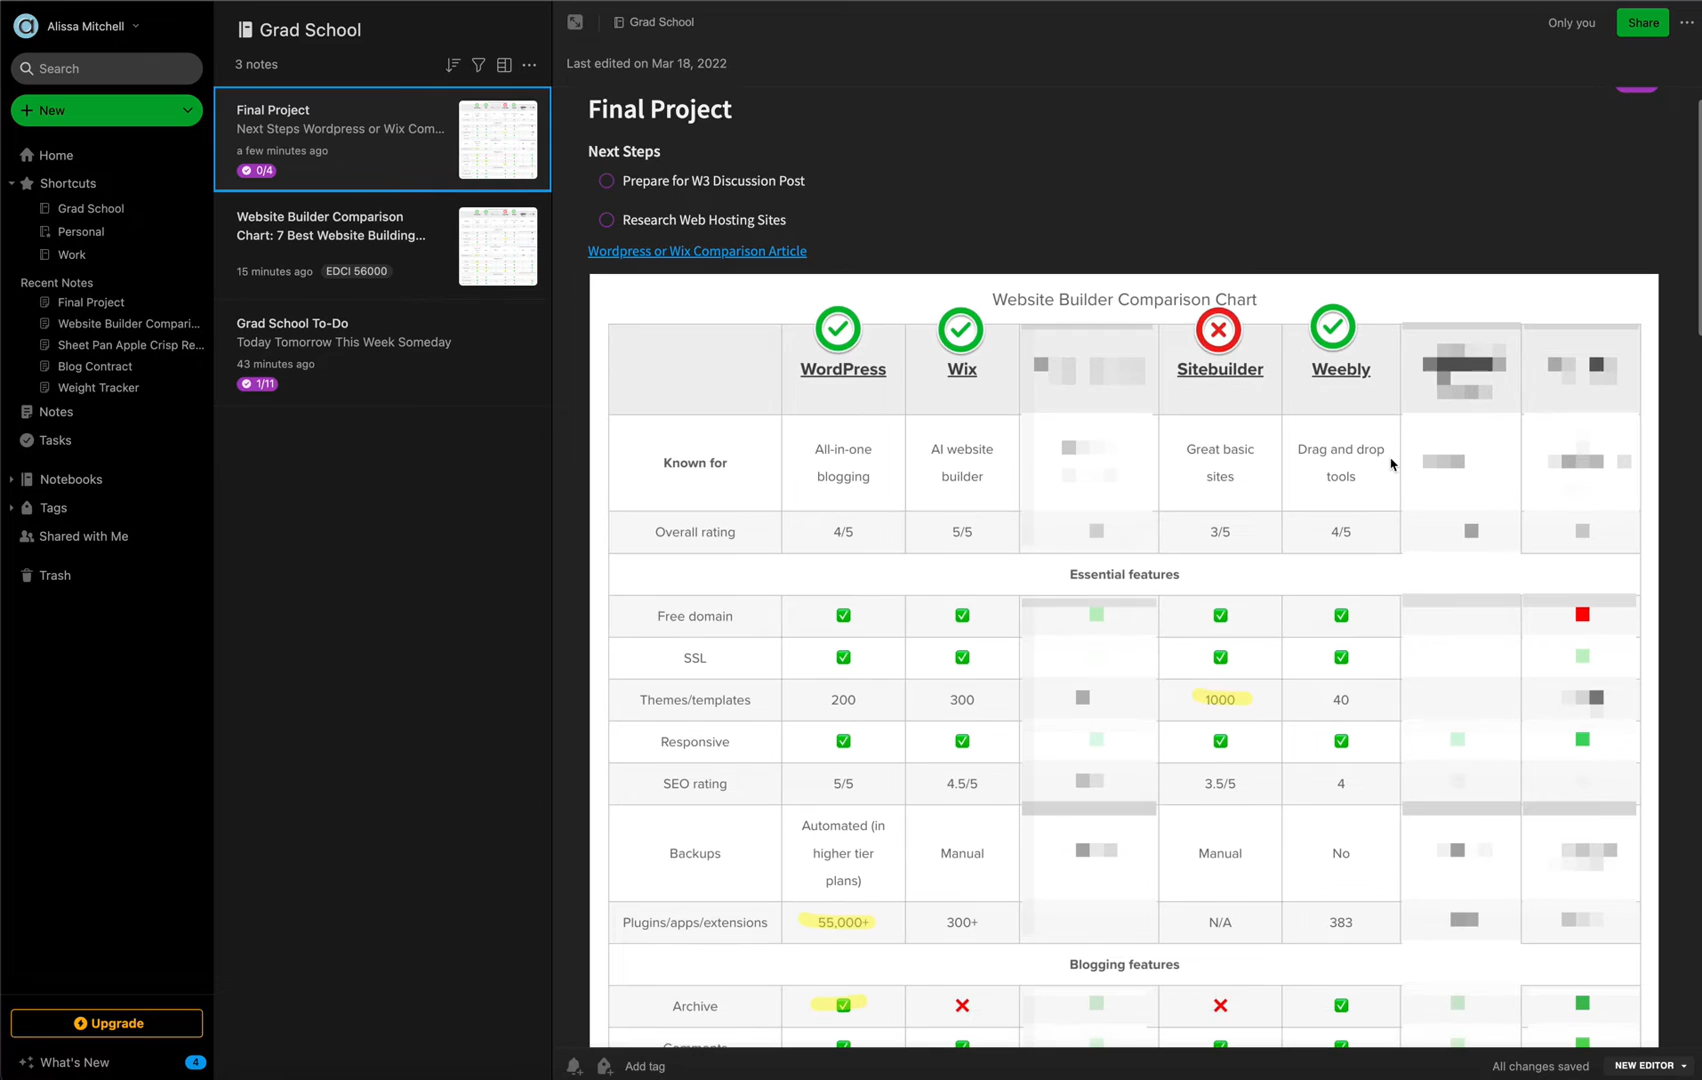 Alissa Mitchell
Search
New
Home
Shortcuts
Grad School
Personal
Work
Recent Notes
Final Project
Website Builder Compari...
Sheet Pan Apple Crisp Re...
Blog Contract
Weight Tracker
Notes
Tasks
Notebooks
Tags
Shared with Me
Trash
Upgrade
What's New
4
Grad School
3 notes
Final Project
Next Steps Wordpress or Wix Com...
a few minutes ago
0/4
Website Builder Comparison
Chart: 7 Best Website Building...
15 minutes ago EDCI 56000
Grad School To-Do
Today Tomorrow This Week Someday
43 minutes ago
1/11
Grad School
Only you
Share
Last edited on Mar 18, 2022
Final Project
Next Steps
Prepare for W3 Discussion Post
Research Web Hosting Sites
Wordpress or Wix Comparison Article
Website Builder Comparison Chart
WordPress Wix Sitebuilder Weebly
Known for
All-in-one
blogging
AI website
builder
Great basic
sites
Drag and drop
tools
Overall rating 4/5 5/5 3/5 4/5
Essential features
Free domain
SSL
Themes/templates 200 300 1000 40
Responsive
SEO rating 5/5 4.5/5 3.5/5 4
Backups
Automated (in
higher tier
plans)
Manual
Manual
No
Plugins/apps/extensions 55,000+ 300+ N/A 383
Blogging features
Archive
Comments
Add tag
All changes saved
NEW EDITOR